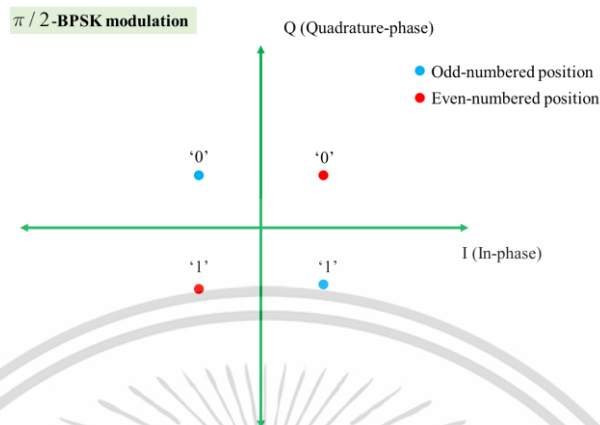 π / 2-BPSK modulation
Q (Quadrature-phase)
Odd-numbered position
Even-numbered position
‘0’ ‘0’
I (In-phase)
‘1’ ‘1’